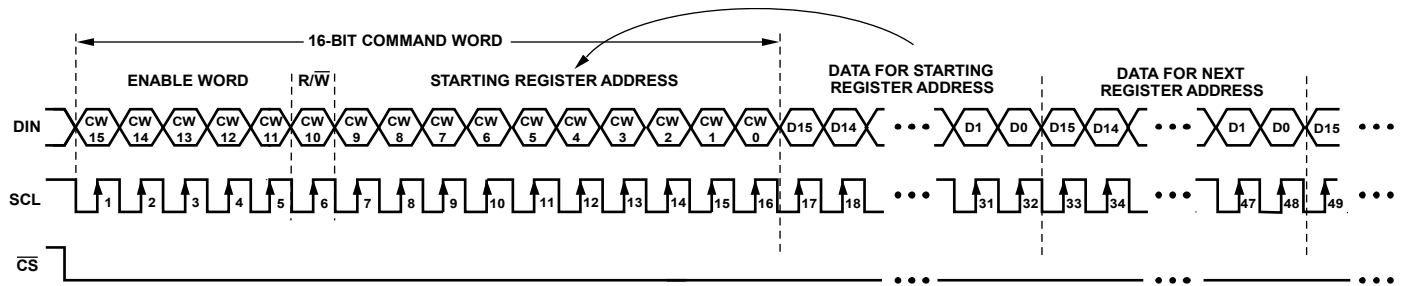 16-BIT COMMAND WORD
ENABLE WORD R/W̅ STARTING REGISTER ADDRESS DATA FOR STARTING REGISTER ADDRESS DATA FOR NEXT REGISTER ADDRESS
DIN CW 15 CW 14 CW 13 CW 12 CW 11 CW 10 CW 9 CW 8 CW 7 CW 6 CW 5 CW 4 CW 3 CW 2 CW 1 CW 0 D15 D14 • • • D1 D0 D15 D14 • • • D1 D0 D15 • • •
SCL 1 2 3 4 5 6 7 8 9 10 11 12 13 14 15 16 17 18 • • • 31 32 33 34 • • • 47 48 49 • • •
C̅S̅ • • • • • • • • •